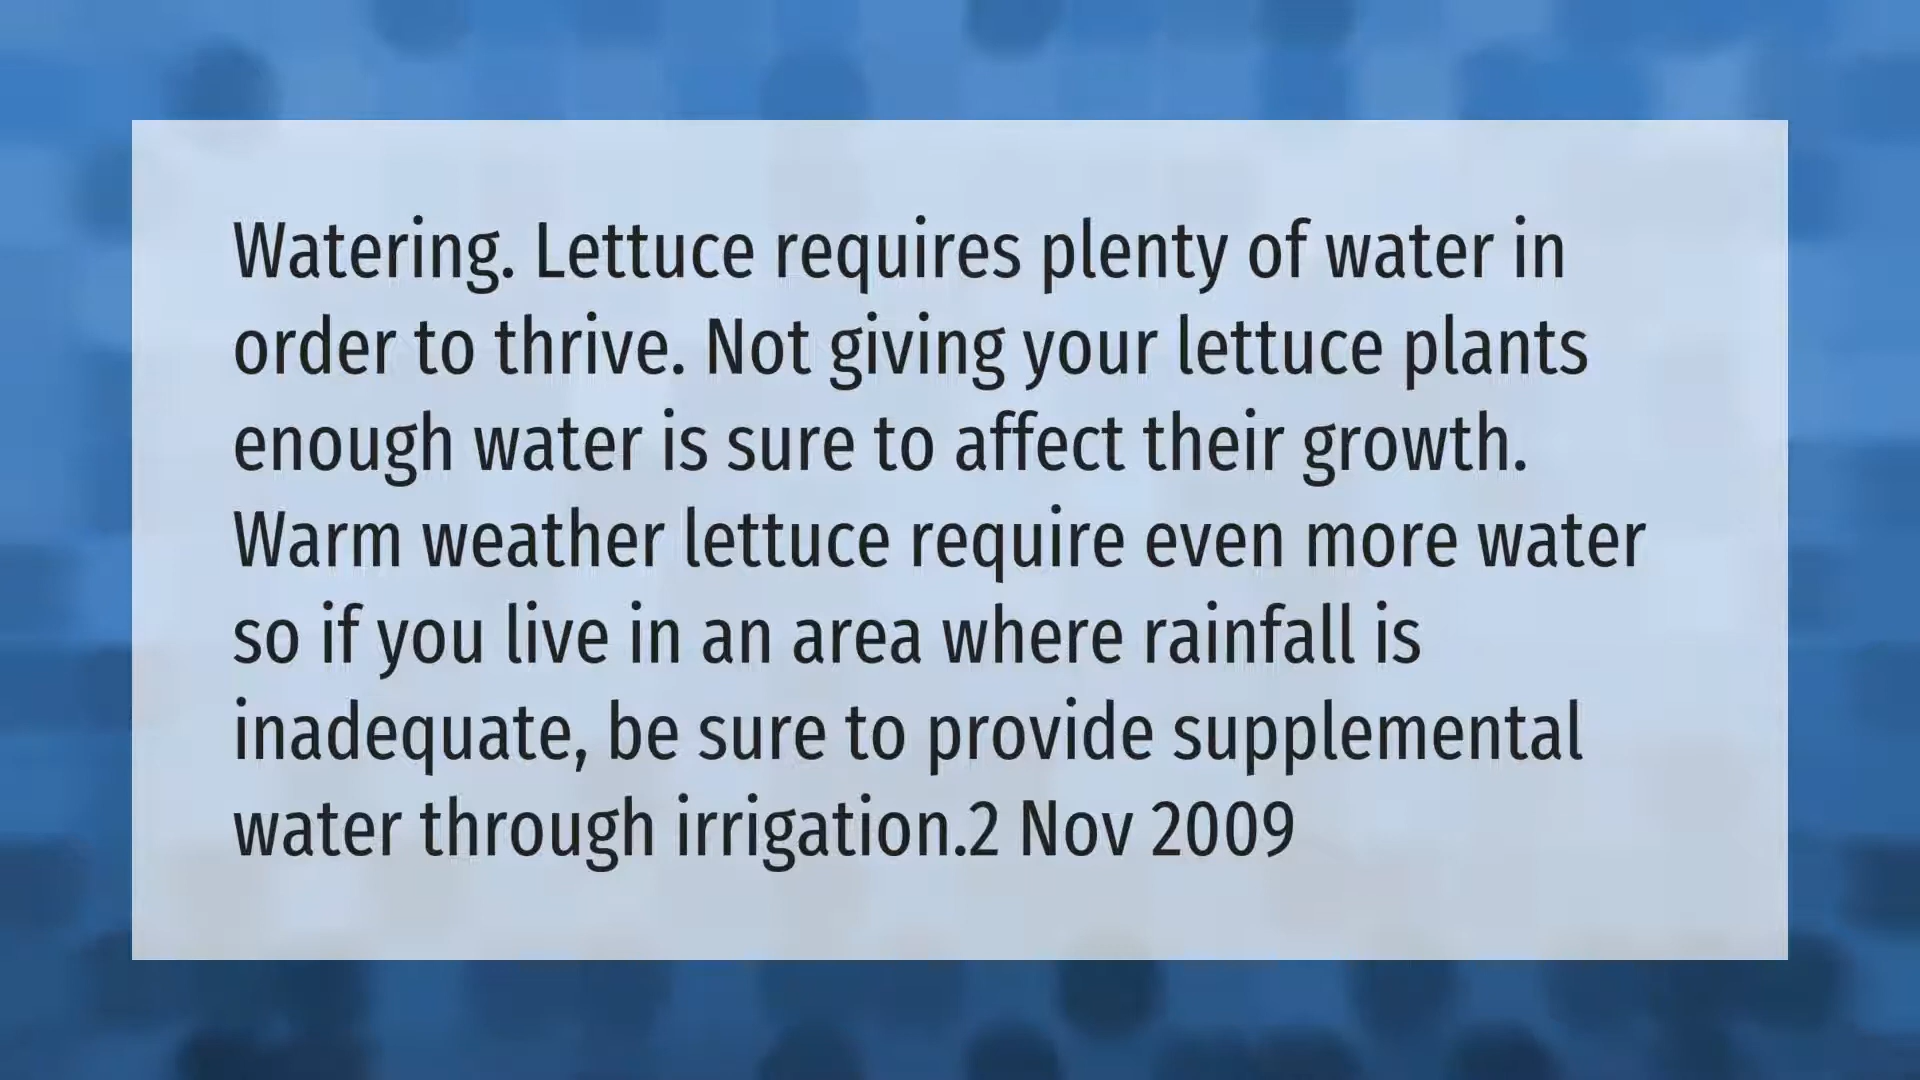 Watering. Lettuce requires plenty of water in
order to thrive. Not giving your lettuce plants
enough water is sure to affect their growth.
Warm weather lettuce require even more water
so if you live in an area where rainfall is
inadequate, be sure to provide supplemental
water through irrigation.2 Nov 2009